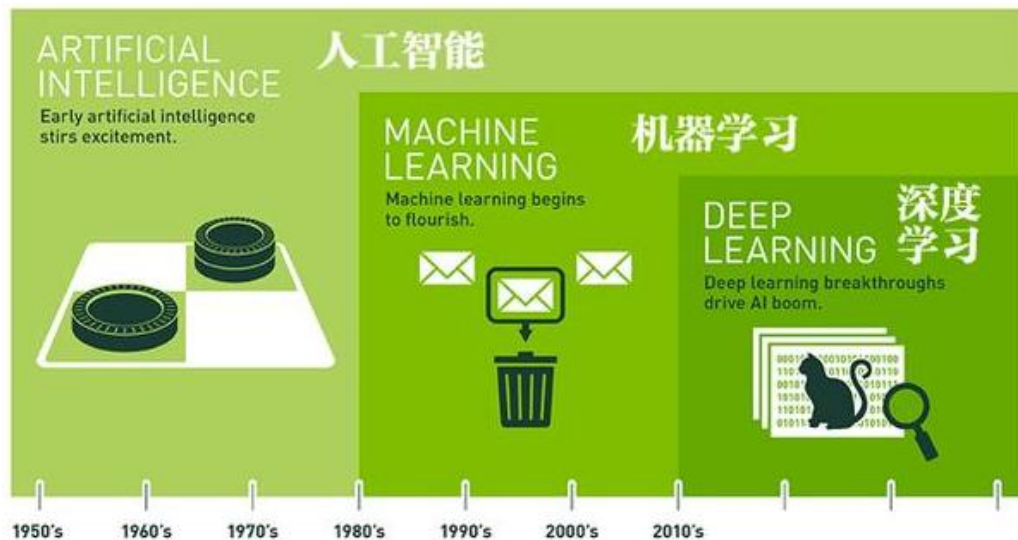 ARTIFICIAL
INTELLIGENCE
人工智能
Early artificial intelligence
stirs excitement.
MACHINE
LEARNING
机器学习
Machine learning begins
to flourish.
DEEP
LEARNING
深度
学习
Deep learning breakthroughs
drive AI boom.
1950's 1960's 1970's 1980's 1990's 2000's 2010's